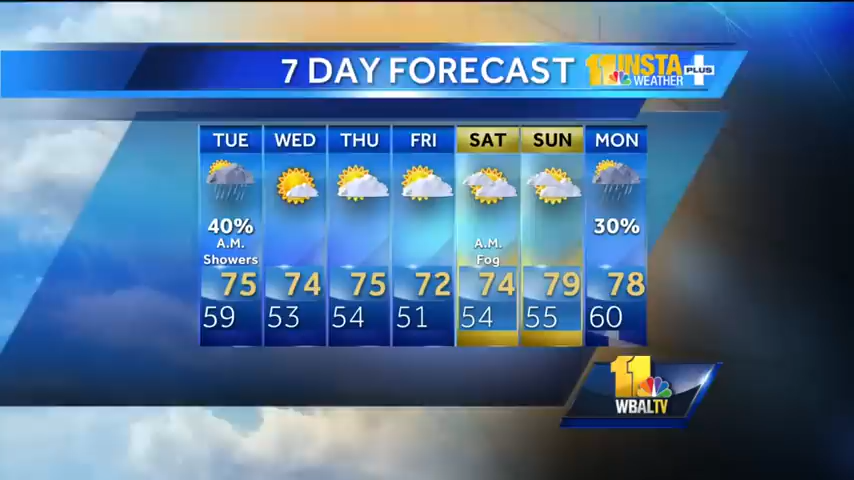 7 DAY FORECAST
11 INSTA
WEATHER PLUS
TUE WED THU FRI SAT SUN MON
40% 30%
A.M. A.M.
Showers Fog
75 74 75 72 74 79 78
59 53 54 51 54 55 60
11
WBALTV